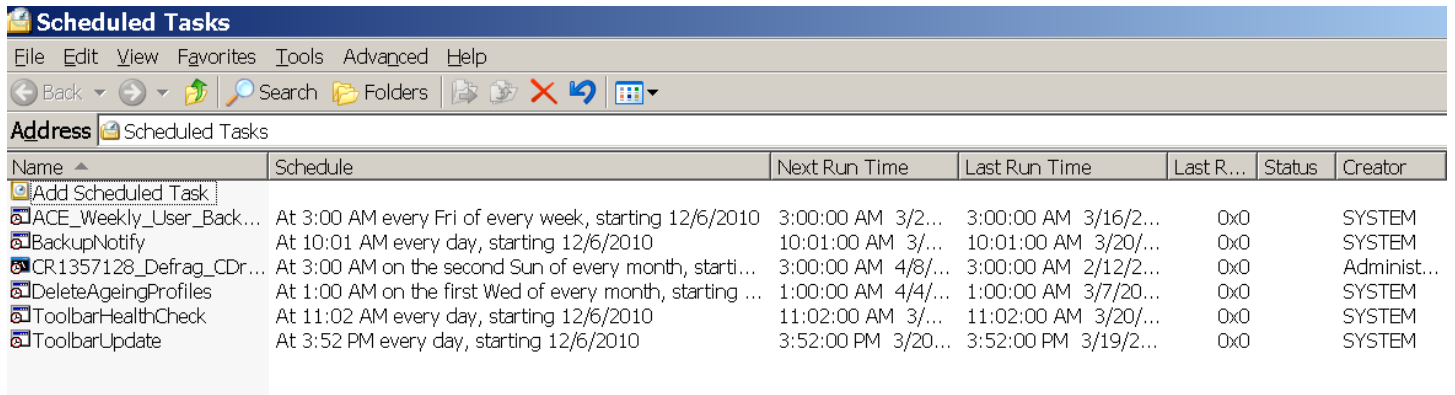 Scheduled Tasks
File Edit View Favorites Tools Advanced Help
Back Search Folders
Address Scheduled Tasks
Name Schedule Next Run Time Last Run Time Last R... Status Creator
Add Scheduled Task
ACE_Weekly_User_Back... At 3:00 AM every Fri of every week, starting 12/6/2010 3:00:00 AM 3/2... 3:00:00 AM 3/16/2... 0x0 SYSTEM
BackupNotify At 10:01 AM every day, starting 12/6/2010 10:01:00 AM 3/... 10:01:00 AM 3/20/... 0x0 SYSTEM
CR1357128_Defrag_CDr... At 3:00 AM on the second Sun of every month, starti... 3:00:00 AM 4/8/... 3:00:00 AM 2/12/2... 0x0 Administ...
DeleteAgeingProfiles At 1:00 AM on the first Wed of every month, starting ... 1:00:00 AM 4/4/... 1:00:00 AM 3/7/20... 0x0 SYSTEM
ToolbarHealthCheck At 11:02 AM every day, starting 12/6/2010 11:02:00 AM 3/... 11:02:00 AM 3/20/... 0x0 SYSTEM
ToolbarUpdate At 3:52 PM every day, starting 12/6/2010 3:52:00 PM 3/20... 3:52:00 PM 3/19/2... 0x0 SYSTEM